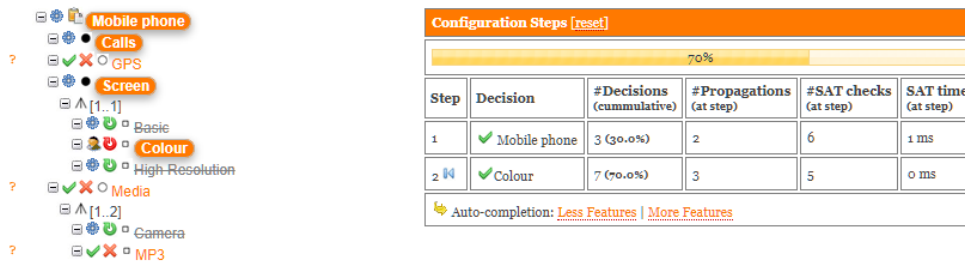 Mobile phone
Calls
? GPS
Screen
[1..1]
Basic
Colour
High Resolution
? Media
[1..2]
Camera
? MP3
Configuration Steps [reset]
70%
Step Decision #Decisions (cummulative) #Propagations (at step) #SAT checks (at step) SAT time (at step)
1 Mobile phone 3 (30.0%) 2 6 1 ms
2 Colour 7 (70.0%) 3 5 0 ms
Auto-completion: Less Features | More Features